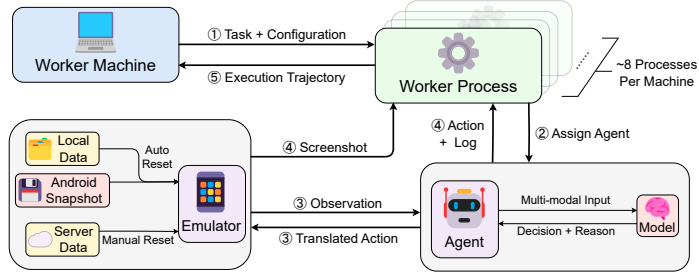 ① Task + Configuration
Worker Machine
⑤ Execution Trajectory
Worker Process
~8 Processes
Per Machine
Local
Data
Auto
Reset
Android
Snapshot
Server
Data
Manual Reset
Emulator
④ Screenshot
④ Action
+ Log
② Assign Agent
③ Observation
③ Translated Action
Agent
Multi-modal Input
Decision + Reason
Model